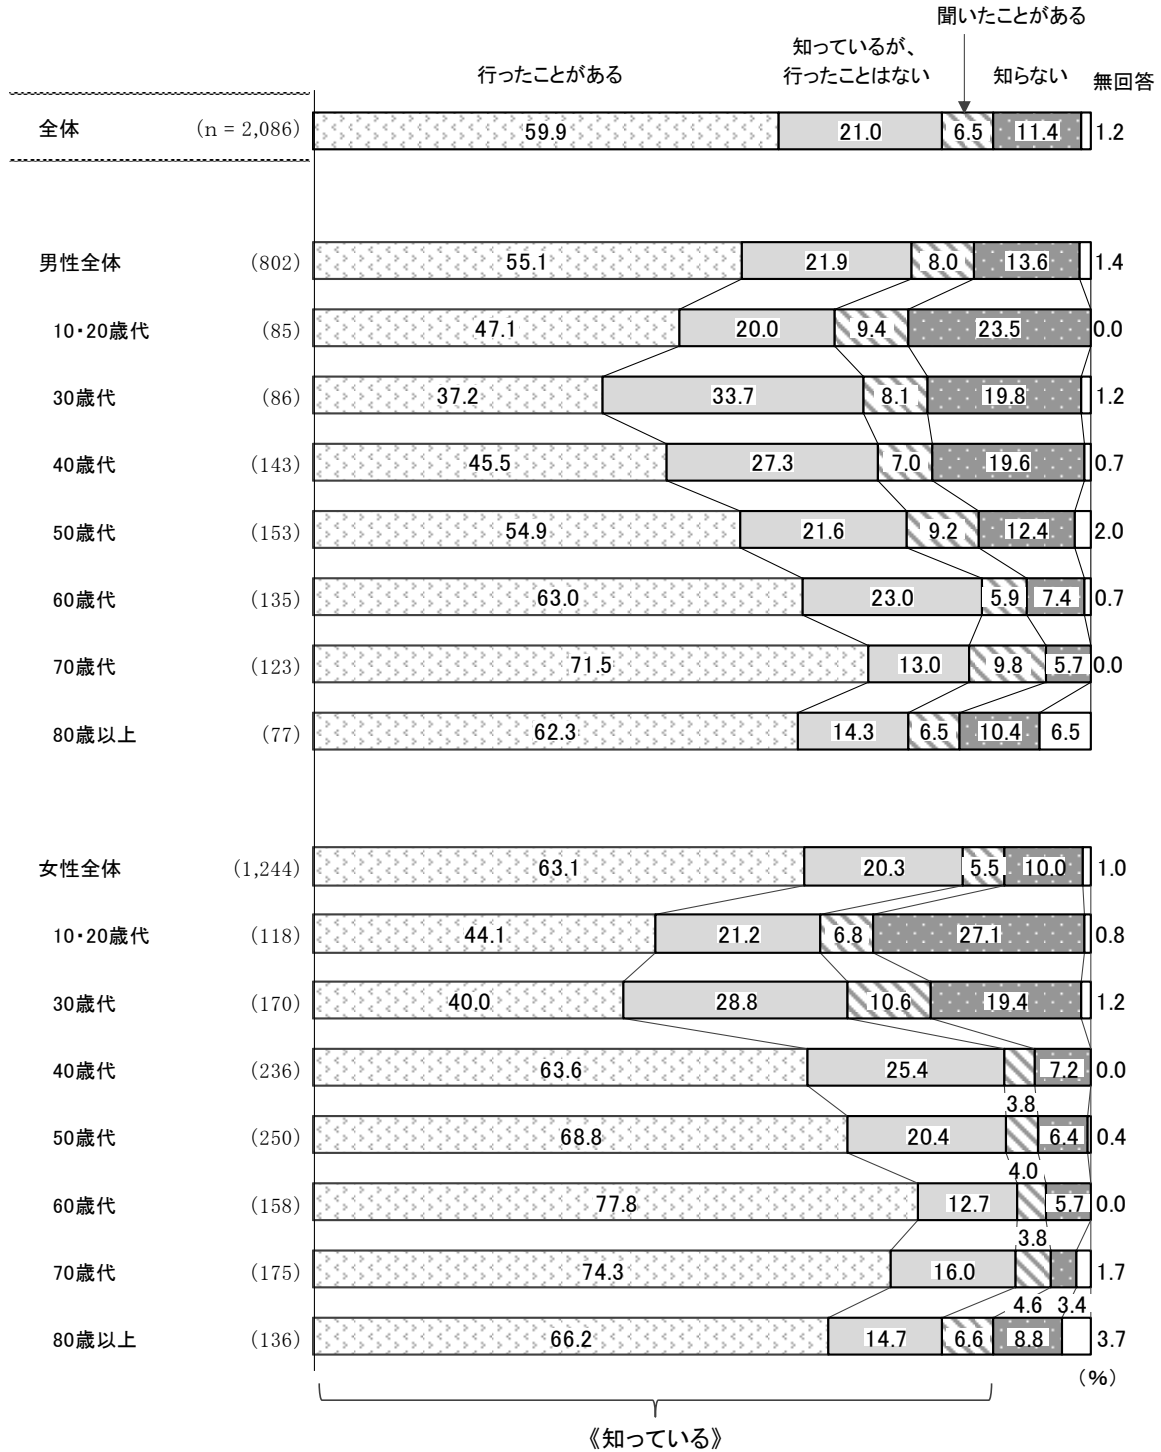 聞いたことがある
知っているが、
行ったことがある 行ったことはない 知らない 無回答
全体 (n = 2,086) 59.9 21.0 6.5 11.4 1.2
男性全体 (802) 55.1 21.9 8.0 13.6 1.4
10・20歳代 (85) 47.1 20.0 9.4 23.5 0.0
30歳代 (86) 37.2 33.7 8.1 19.8 1.2
40歳代 (143) 45.5 27.3 7.0 19.6 0.7
50歳代 (153) 54.9 21.6 9.2 12.4 2.0
60歳代 (135) 63.0 23.0 5.9 7.4 0.7
70歳代 (123) 71.5 13.0 9.8 5.7 0.0
80歳以上 (77) 62.3 14.3 6.5 10.4 6.5
女性全体 (1,244) 63.1 20.3 5.5 10.0 1.0
10・20歳代 (118) 44.1 21.2 6.8 27.1 0.8
30歳代 (170) 40.0 28.8 10.6 19.4 1.2
40歳代 (236) 63.6 25.4 7.2 0.0
3.8
50歳代 (250) 68.8 20.4 6.4 0.4
4.0
60歳代 (158) 77.8 12.7 5.7 0.0
3.8
70歳代 (175) 74.3 16.0 1.7
4.6 3.4
80歳以上 (136) 66.2 14.7 6.6 8.8 3.7
(%)
《知っている》